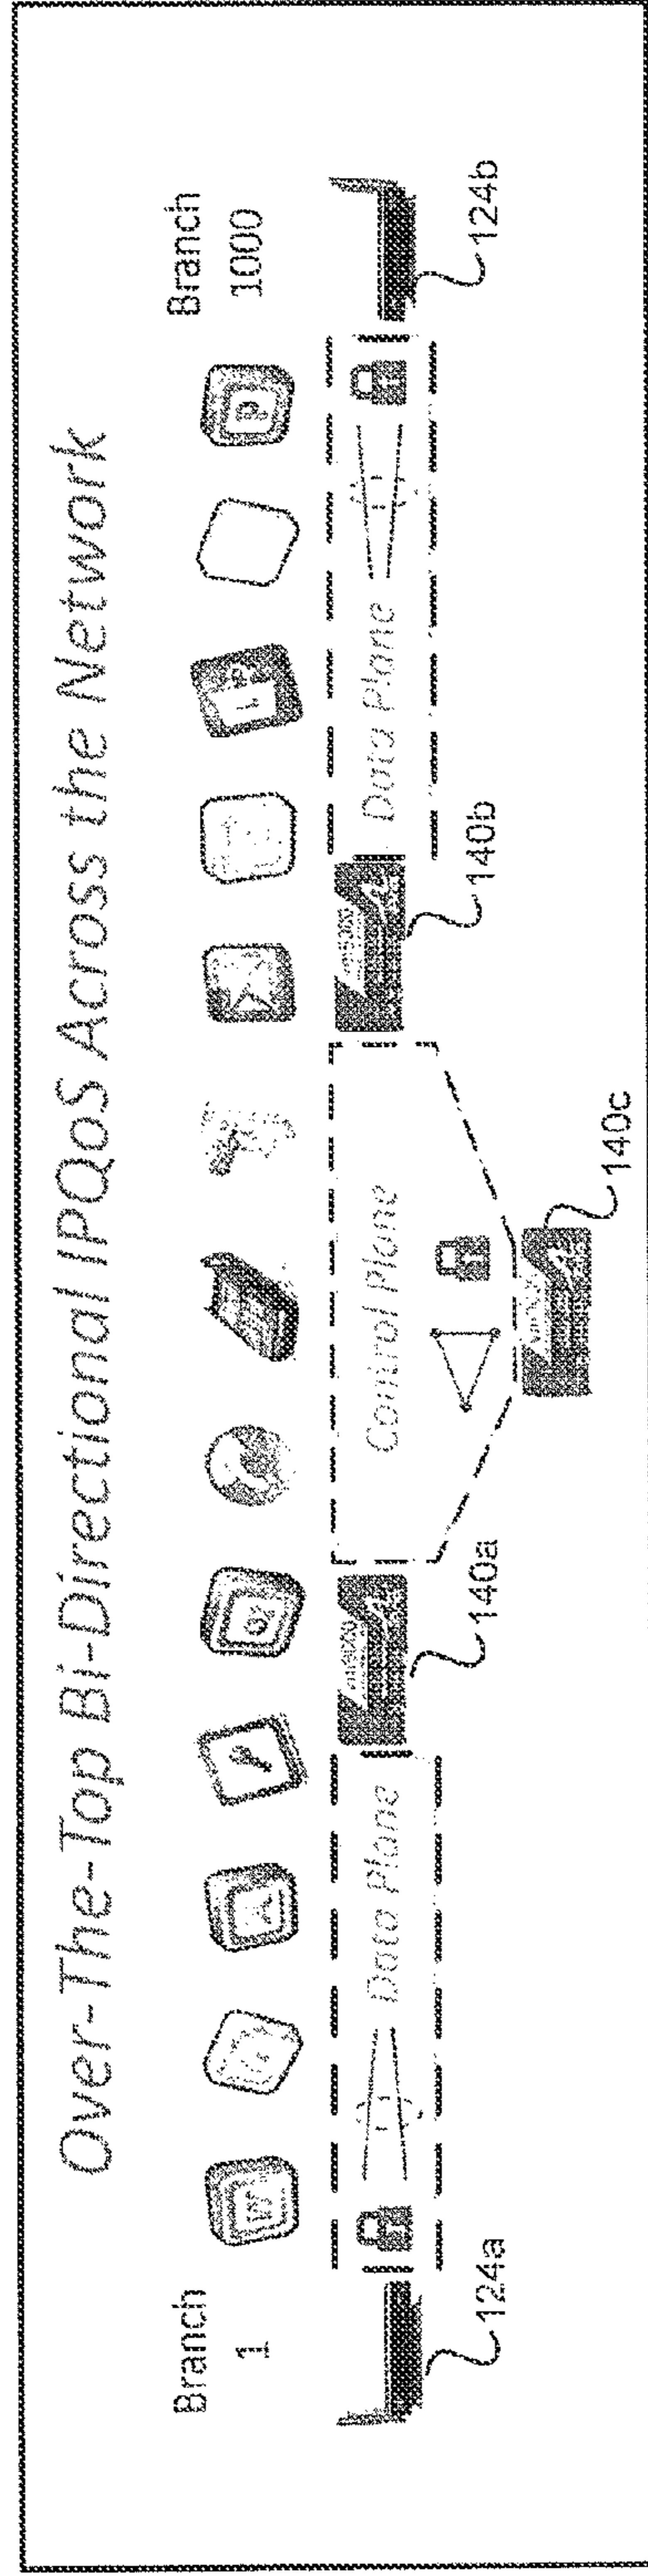 Over-The-Top Bi-Directional IPQoS Across the Network
Branch
1
Branch
1000
W
P
Data Plane
Control Plane
Data Plane
124a
140a
140c
140b
124b